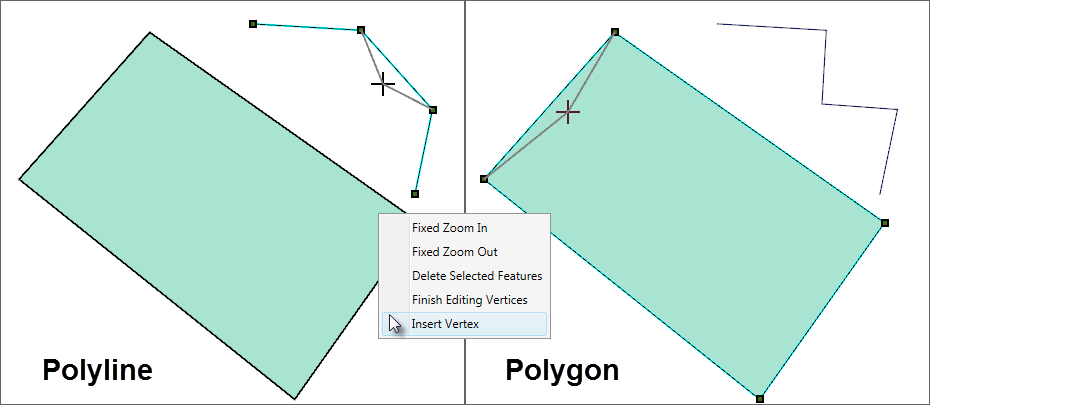 Fixed Zoom In
Fixed Zoom Out
Delete Selected Features
Finish Editing Vertices
Insert Vertex
Polyline
Polygon